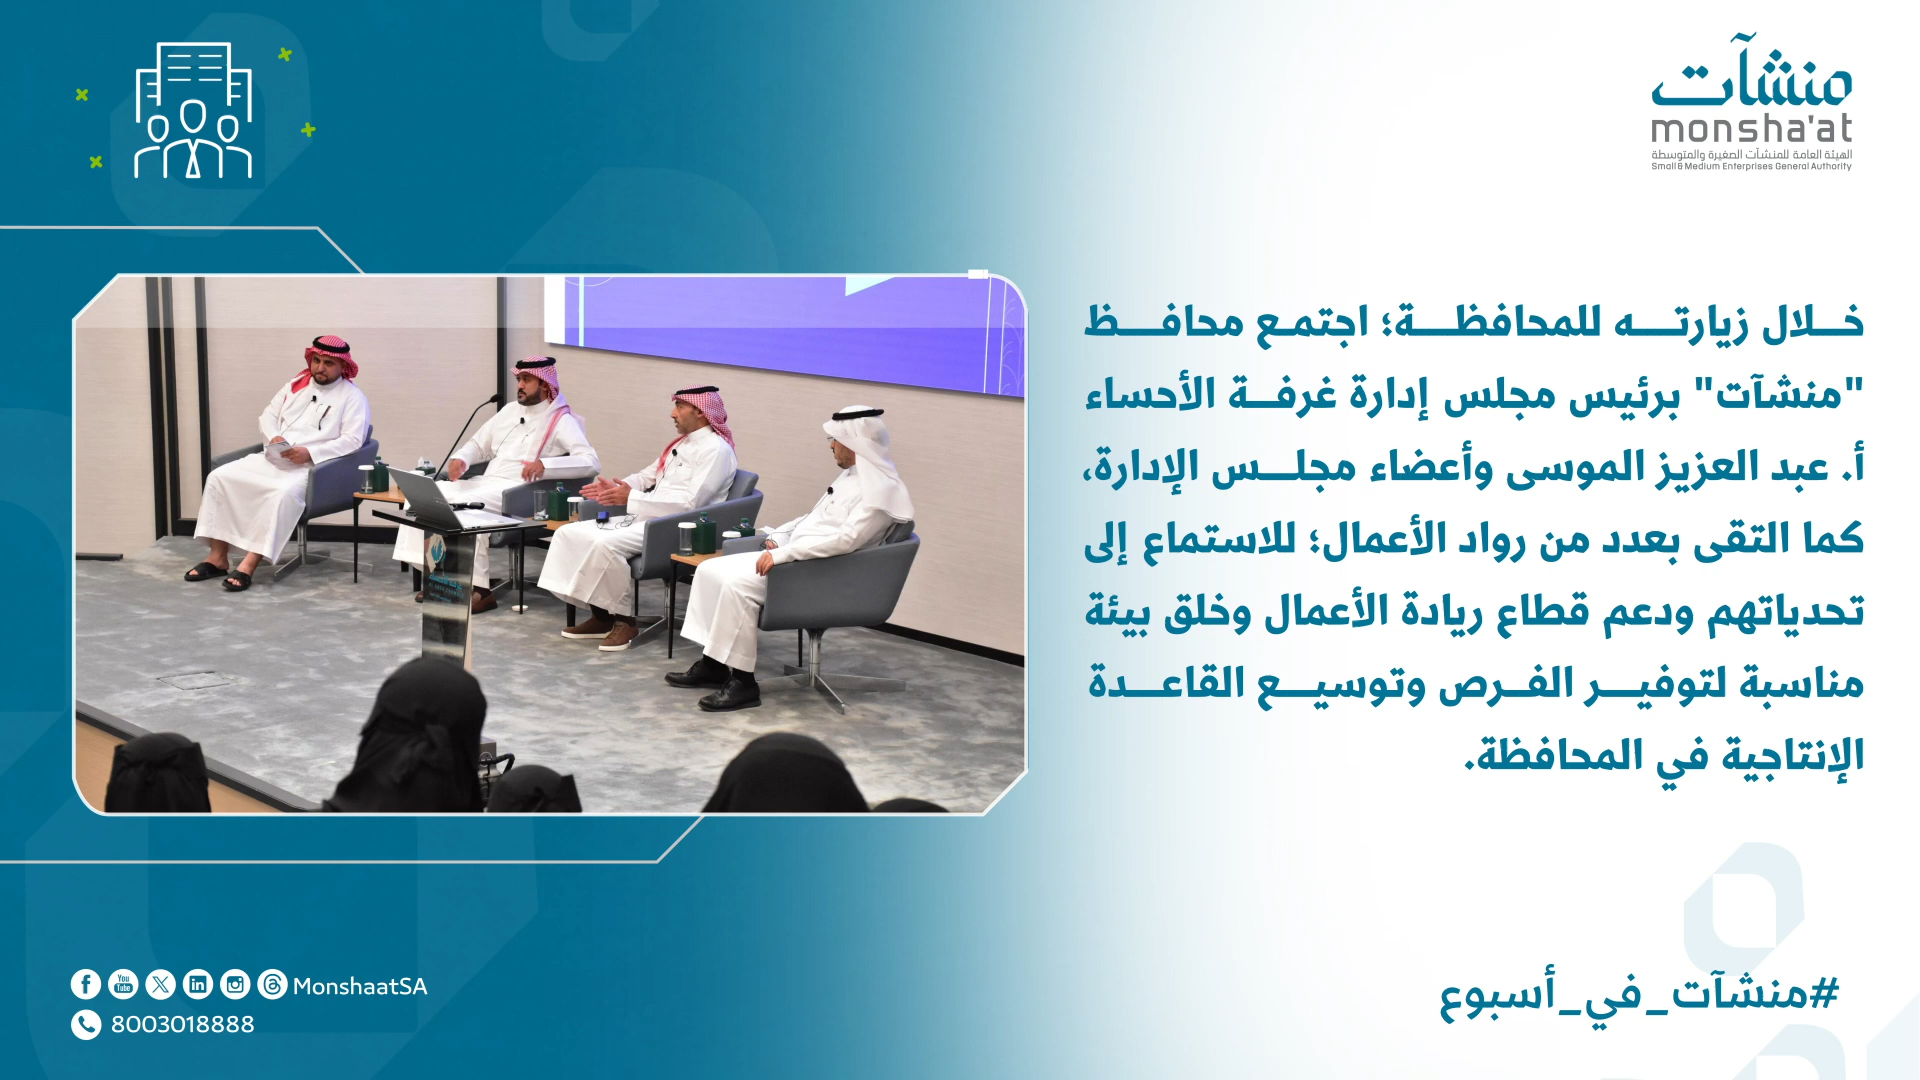 منشآت
monsha'at
الهيئة العامة للمنشآت الصغيرة والمتوسطة
Small & Medium Enterprises General Authority
خلال زيارته للمحافظة؛ اجتمع محافظ
"منشآت" برئيس مجلس إدارة غرفة الأحساء
أ. عبد العزيز الموسى وأعضاء مجلس الإدارة،
كما التقى بعدد من رواد الأعمال؛ للاستماع إلى
تحدياتهم ودعم قطاع ريادة الأعمال وخلق بيئة
مناسبة لتوفير الفرص وتوسيع القاعدة
الإنتاجية في المحافظة.
#منشآت_في_أسبوع
MonshaatSA
8003018888